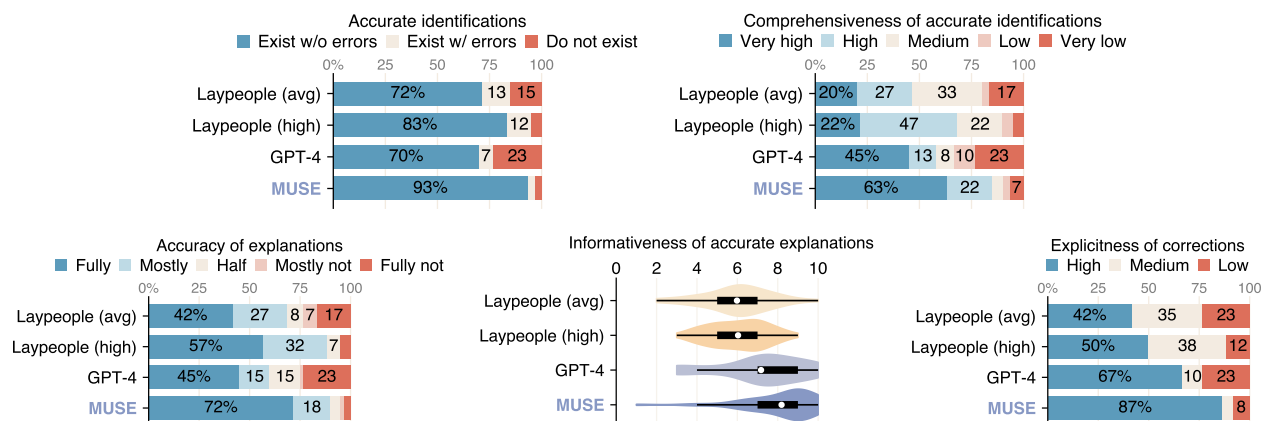 Accurate identifications
Exist w/o errors Exist w/ errors Do not exist
0% 25 50 75 100
Laypeople (avg) 72% 13 15
Laypeople (high) 83% 12
GPT-4 70% 7 23
MUSE 93%
Comprehensiveness of accurate identifications
Very high High Medium Low Very low
0% 25 50 75 100
Laypeople (avg) 20% 27 33 17
Laypeople (high) 22% 47 22
GPT-4 45% 13 8 10 23
MUSE 63% 22 7
Accuracy of explanations
Fully Mostly Half Mostly not Fully not
0% 25 50 75 100
Laypeople (avg) 42% 27 8 7 17
Laypeople (high) 57% 32 7
GPT-4 45% 15 15 23
MUSE 72% 18
Informativeness of accurate explanations
0 2 4 6 8 10
Laypeople (avg)
Laypeople (high)
GPT-4
MUSE
Explicitness of corrections
High Medium Low
0% 25 50 75 100
Laypeople (avg) 42% 35 23
Laypeople (high) 50% 38 12
GPT-4 67% 10 23
MUSE 87% 8